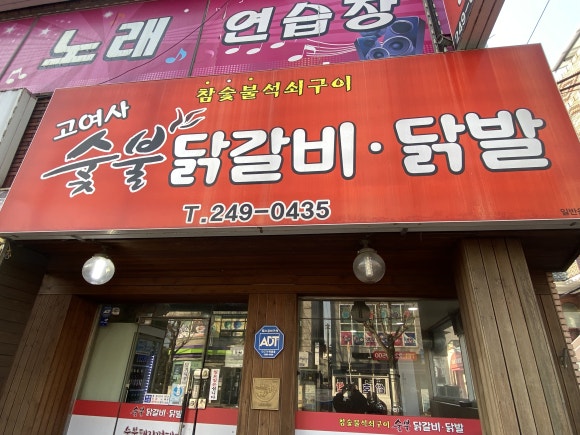 노래 연습장
참숯불석쇠구이
고여사
숯불 닭갈비·닭발
T.249-0435
ADT
숯불 닭갈비·닭발
참숯불석쇠구이 숯불 닭갈비·닭발